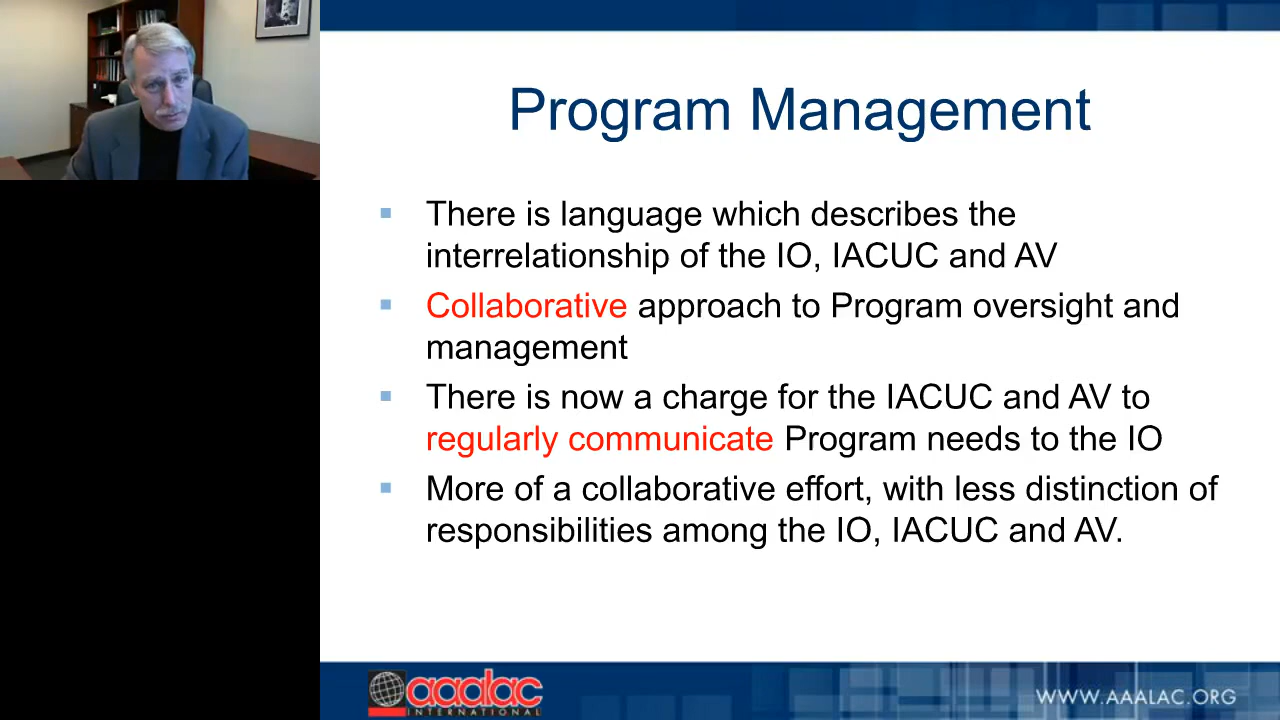 Program Management
There is language which describes the
interrelationship of the IO, IACUC and AV
Collaborative approach to Program oversight and
management
There is now a charge for the IACUC and AV to
regularly communicate Program needs to the IO
More of a collaborative effort, with less distinction of
responsibilities among the IO, IACUC and AV.
aaalac
INTERNATIONAL
WWW.AAALAC.ORG